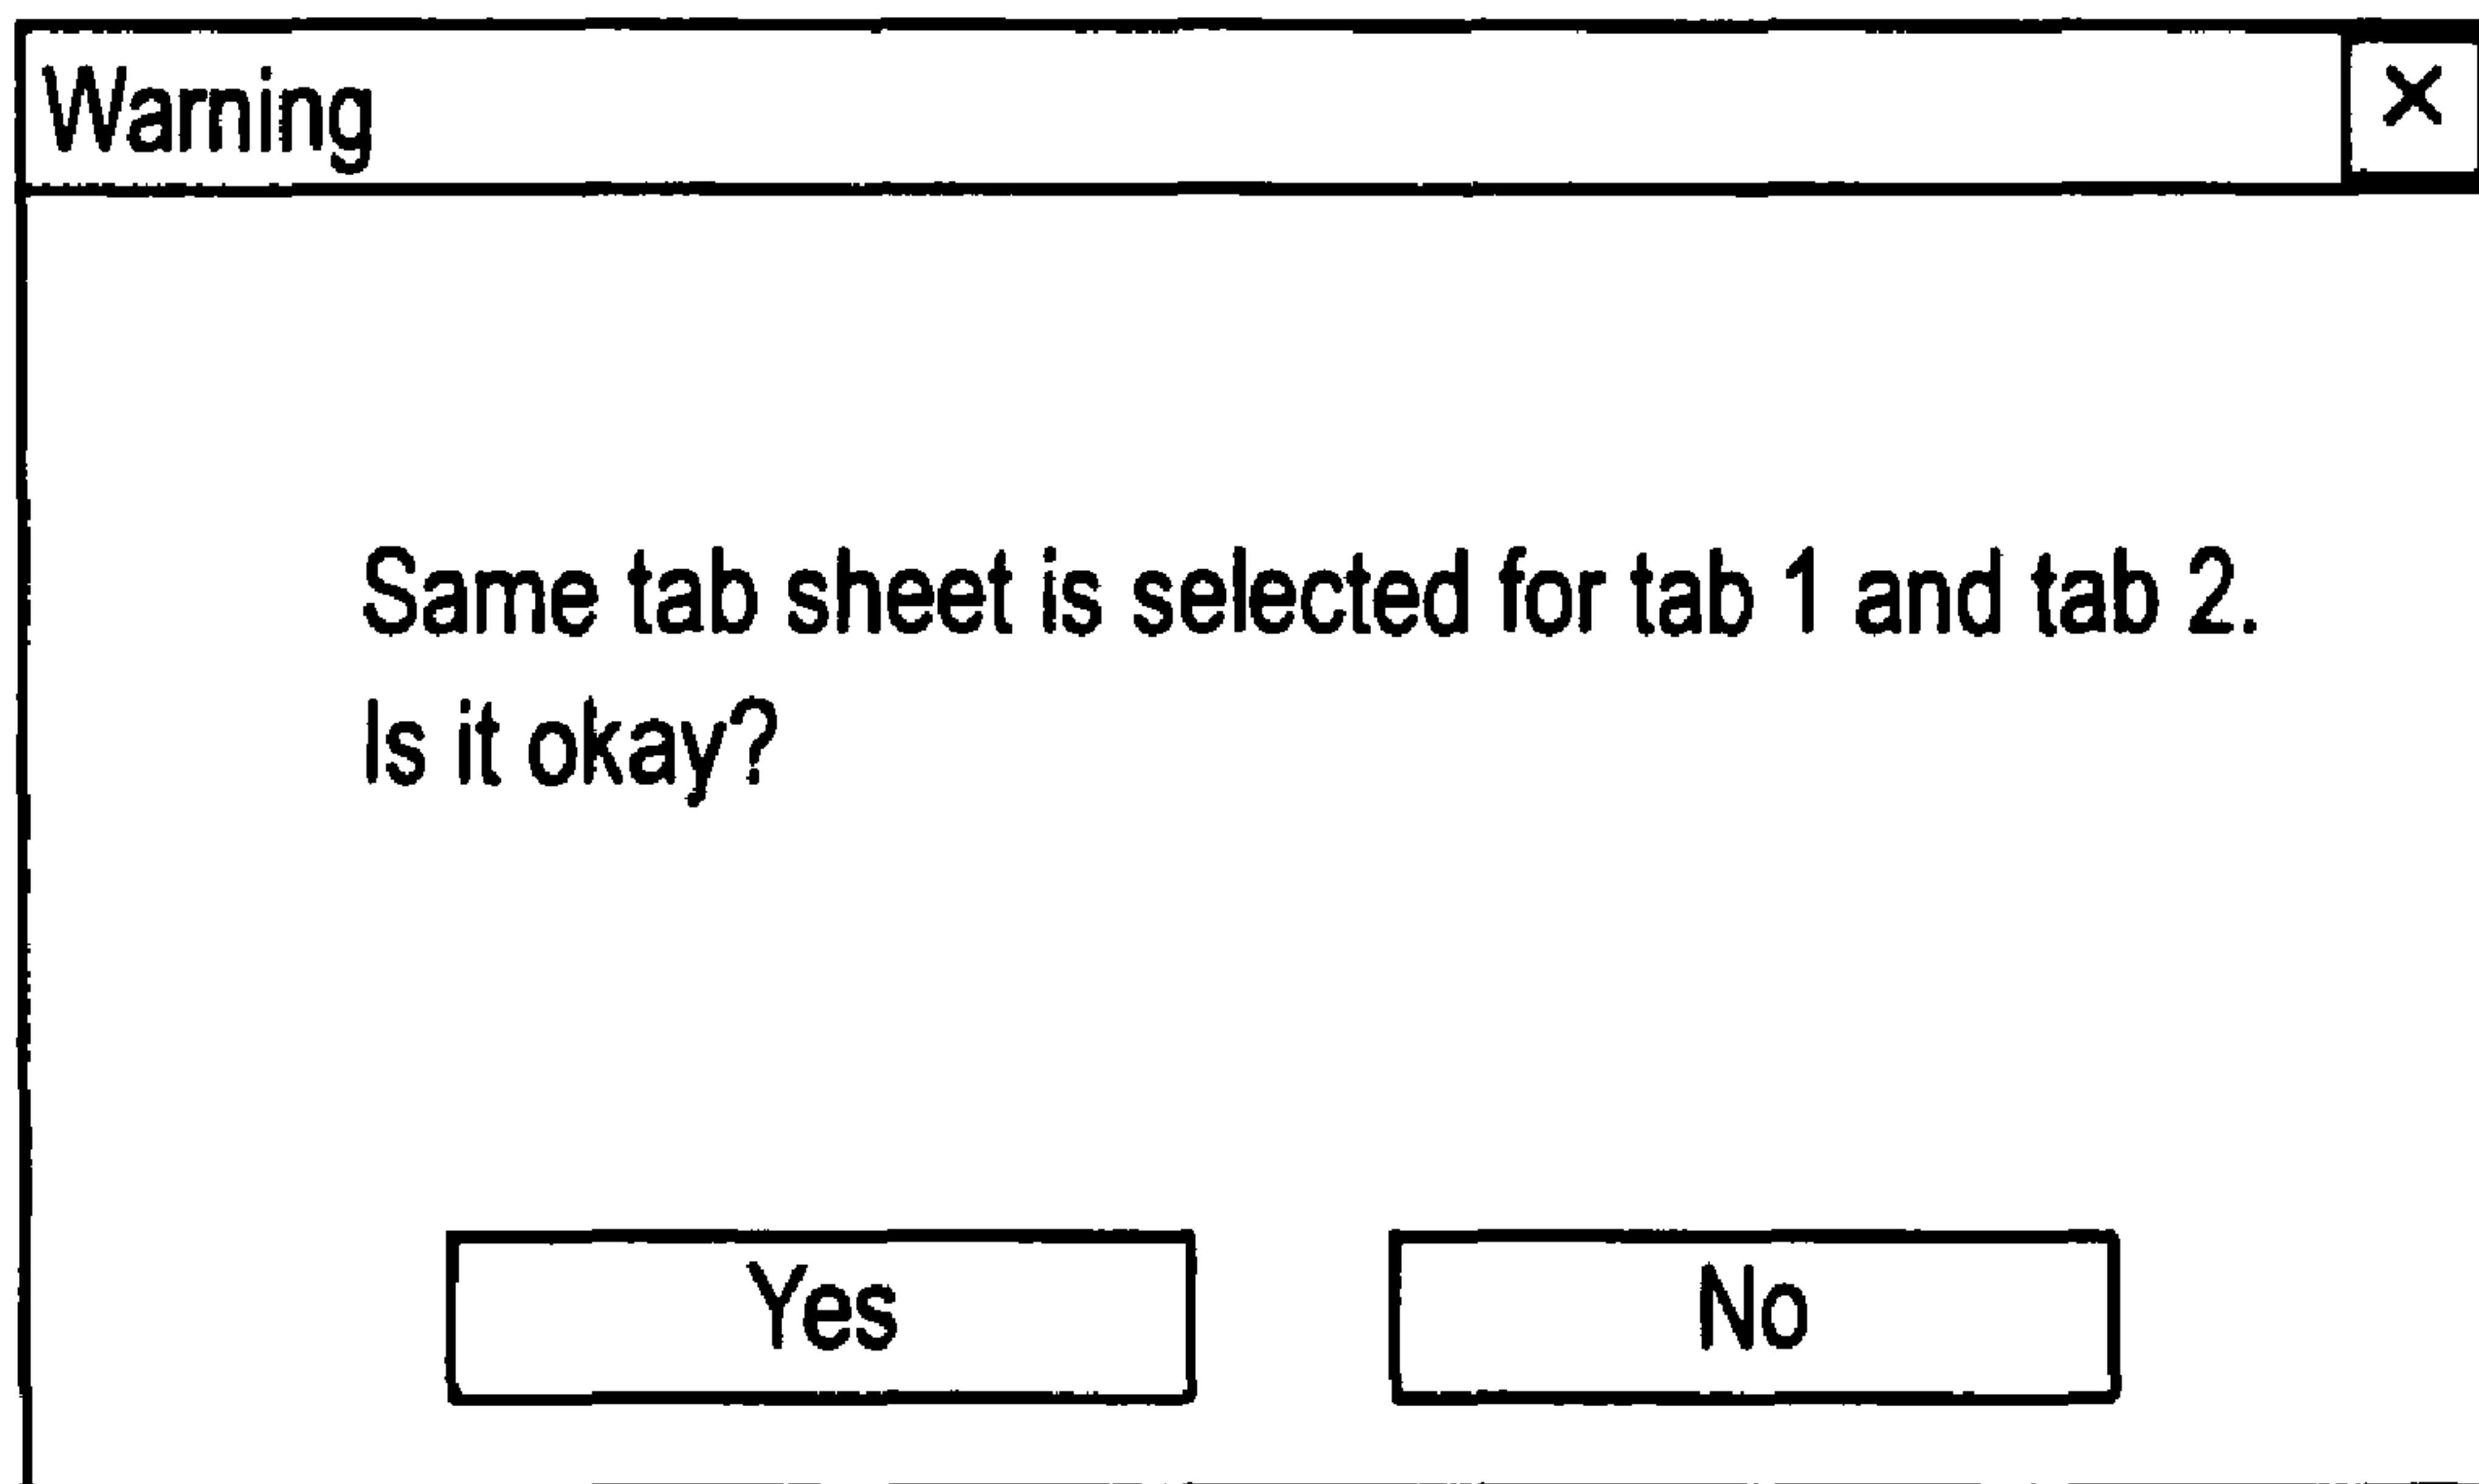 Warning
×
Same tab sheet is selected for tab 1 and tab 2.
Is it okay?
Yes
No